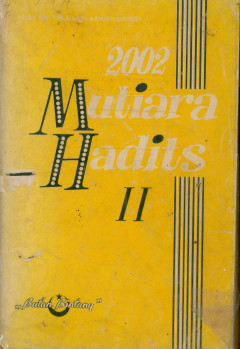 2002
Mutiara
Hadits
II
"Bulan Bintang"